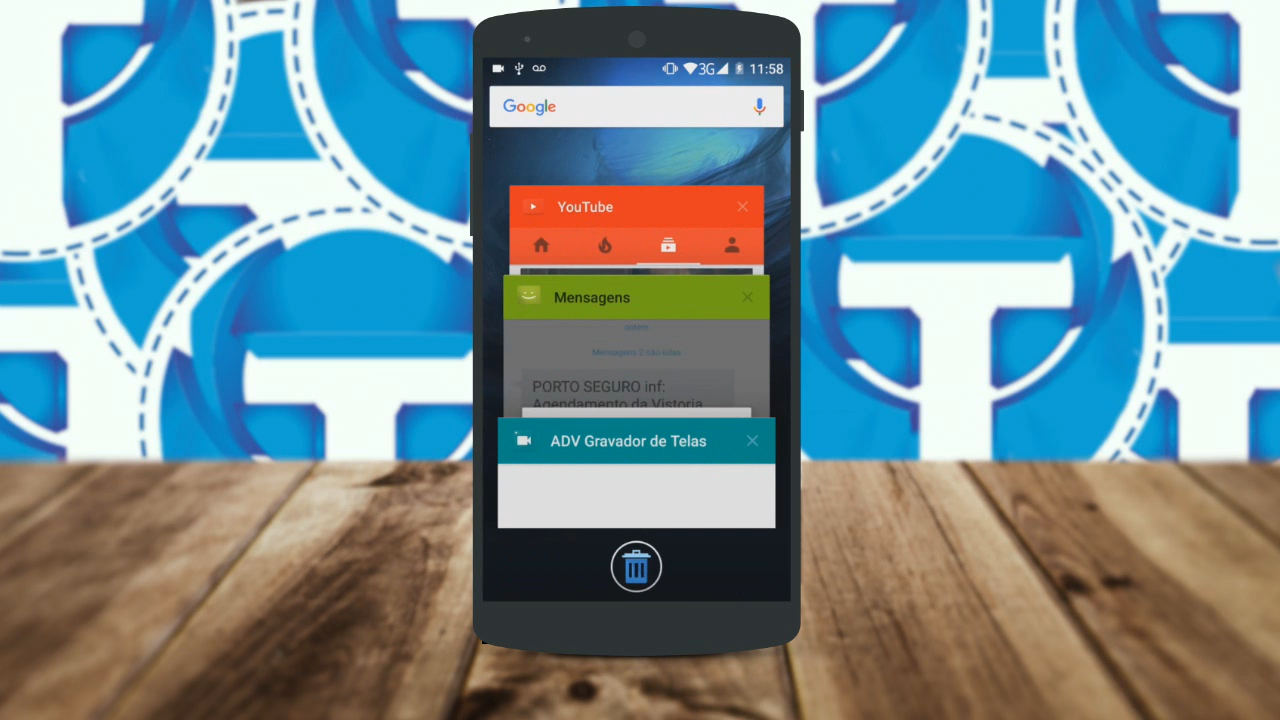 3G 11:58
Google
YouTube
Mensagens
Mensagens 2 não lidas
PORTO SEGURO inf:
Agendamento da Vistoria
ADV Gravador de Telas